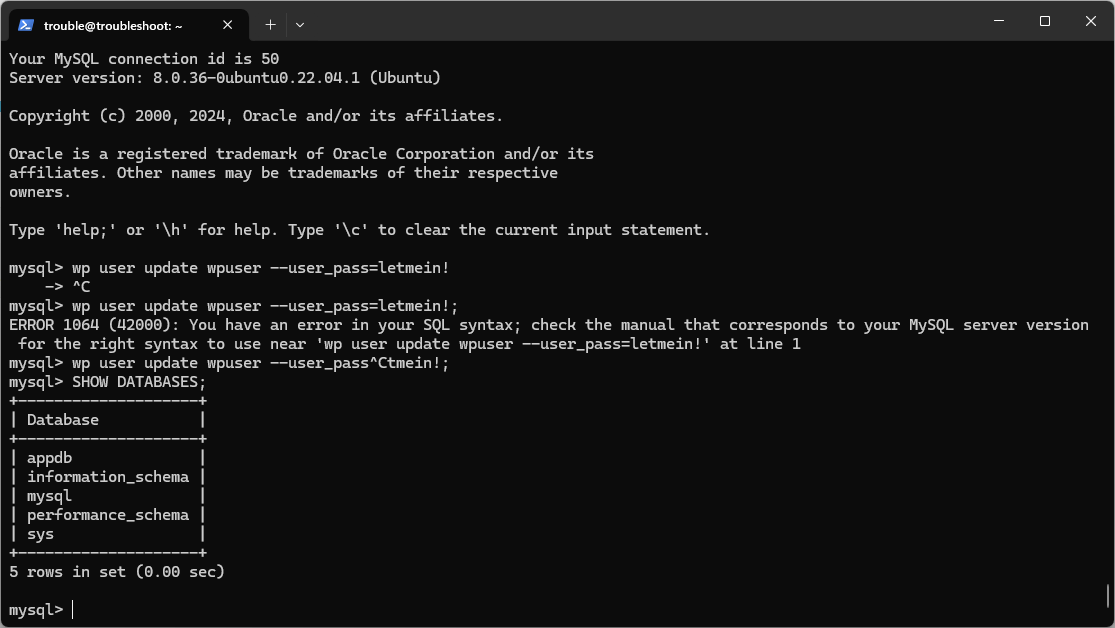 trouble@troubleshoot: ~
Your MySQL connection id is 50
Server version: 8.0.36-0ubuntu0.22.04.1 (Ubuntu)
Copyright (c) 2000, 2024, Oracle and/or its affiliates.
Oracle is a registered trademark of Oracle Corporation and/or its
affiliates. Other names may be trademarks of their respective
owners.
Type 'help;' or '\h' for help. Type '\c' to clear the current input statement.
mysql> wp user update wpuser --user_pass=letmein!
    -> ^C
mysql> wp user update wpuser --user_pass=letmein!;
ERROR 1064 (42000): You have an error in your SQL syntax; check the manual that corresponds to your MySQL server version
 for the right syntax to use near 'wp user update wpuser --user_pass=letmein!' at line 1
mysql> wp user update wpuser --user_pass^Ctmein!;
mysql> SHOW DATABASES;
+--------------------+
| Database           |
+--------------------+
| appdb              |
| information_schema |
| mysql              |
| performance_schema |
| sys                |
+--------------------+
5 rows in set (0.00 sec)
mysql>